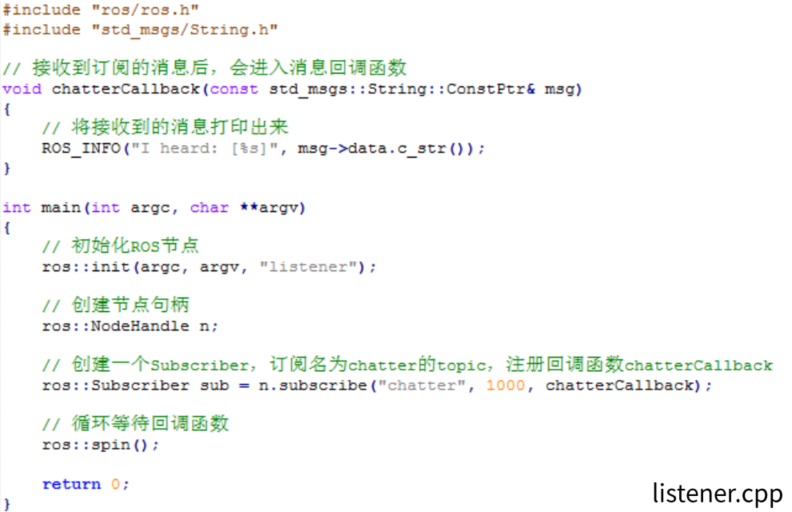 #include "ros/ros.h"
#include "std_msgs/String.h"
// 接收到订阅的消息后，会进入消息回调函数
void chatterCallback(const std_msgs::String::ConstPtr& msg)
{
// 将接收到的消息打印出来
ROS_INFO("I heard: [%s]", msg->data.c_str());
}
int main(int argc, char **argv)
{
// 初始化ROS节点
ros::init(argc, argv, "listener");
// 创建节点句柄
ros::NodeHandle n;
// 创建一个Subscriber，订阅名为chatter的topic，注册回调函数chatterCallback
ros::Subscriber sub = n.subscribe("chatter", 1000, chatterCallback);
// 循环等待回调函数
ros::spin();
return 0;
}
listener.cpp